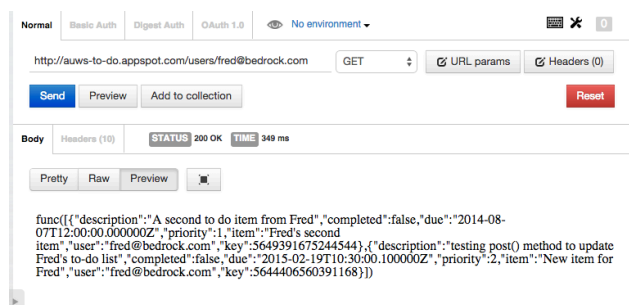 Normal Basic Auth Digest Auth OAuth 1.0 No environment 0
http://auws-to-do.appspot.com/users/fred@bedrock.com GET URL params Headers (0)
Send Preview Add to collection Reset
Body Headers (10) STATUS 200 OK TIME 349 ms
Pretty Raw Preview
func([{"description":"A second to do item from Fred","completed":false,"due":"2014-08-
07T12:00:00.000000Z","priority":1,"item":"Fred's second
item","user":"fred@bedrock.com","key":5649391675244544},{"description":"testing post() method to update
Fred's to-do list","completed":false,"due":"2015-02-19T10:30:00.100000Z","priority":2,"item":"New item for
Fred","user":"fred@bedrock.com","key":5644406560391168}])